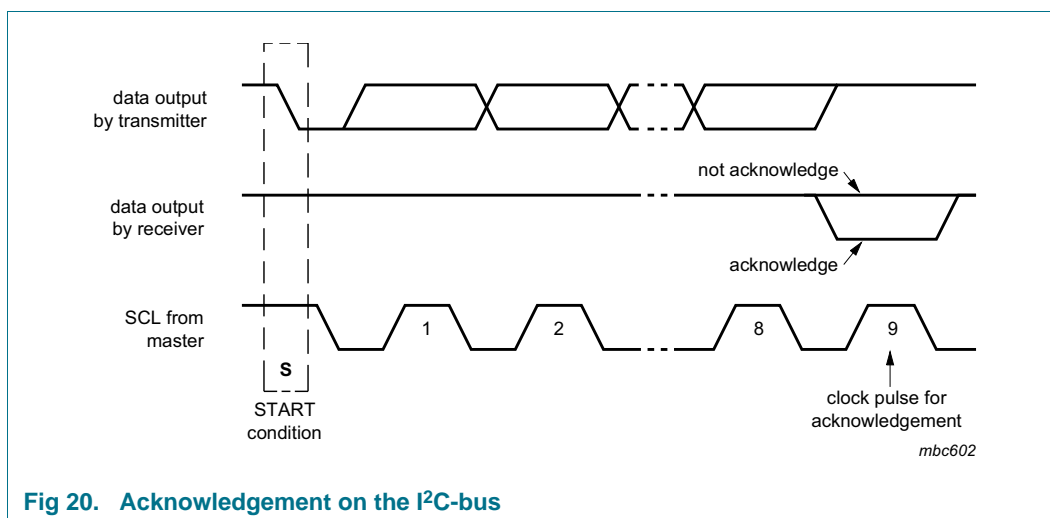 data output
by transmitter
not acknowledge
data output
by receiver
acknowledge
SCL from
master
1
2
8
9
S
START
condition
clock pulse for
acknowledgement
mbc602
Fig 20. Acknowledgement on the I²C-bus